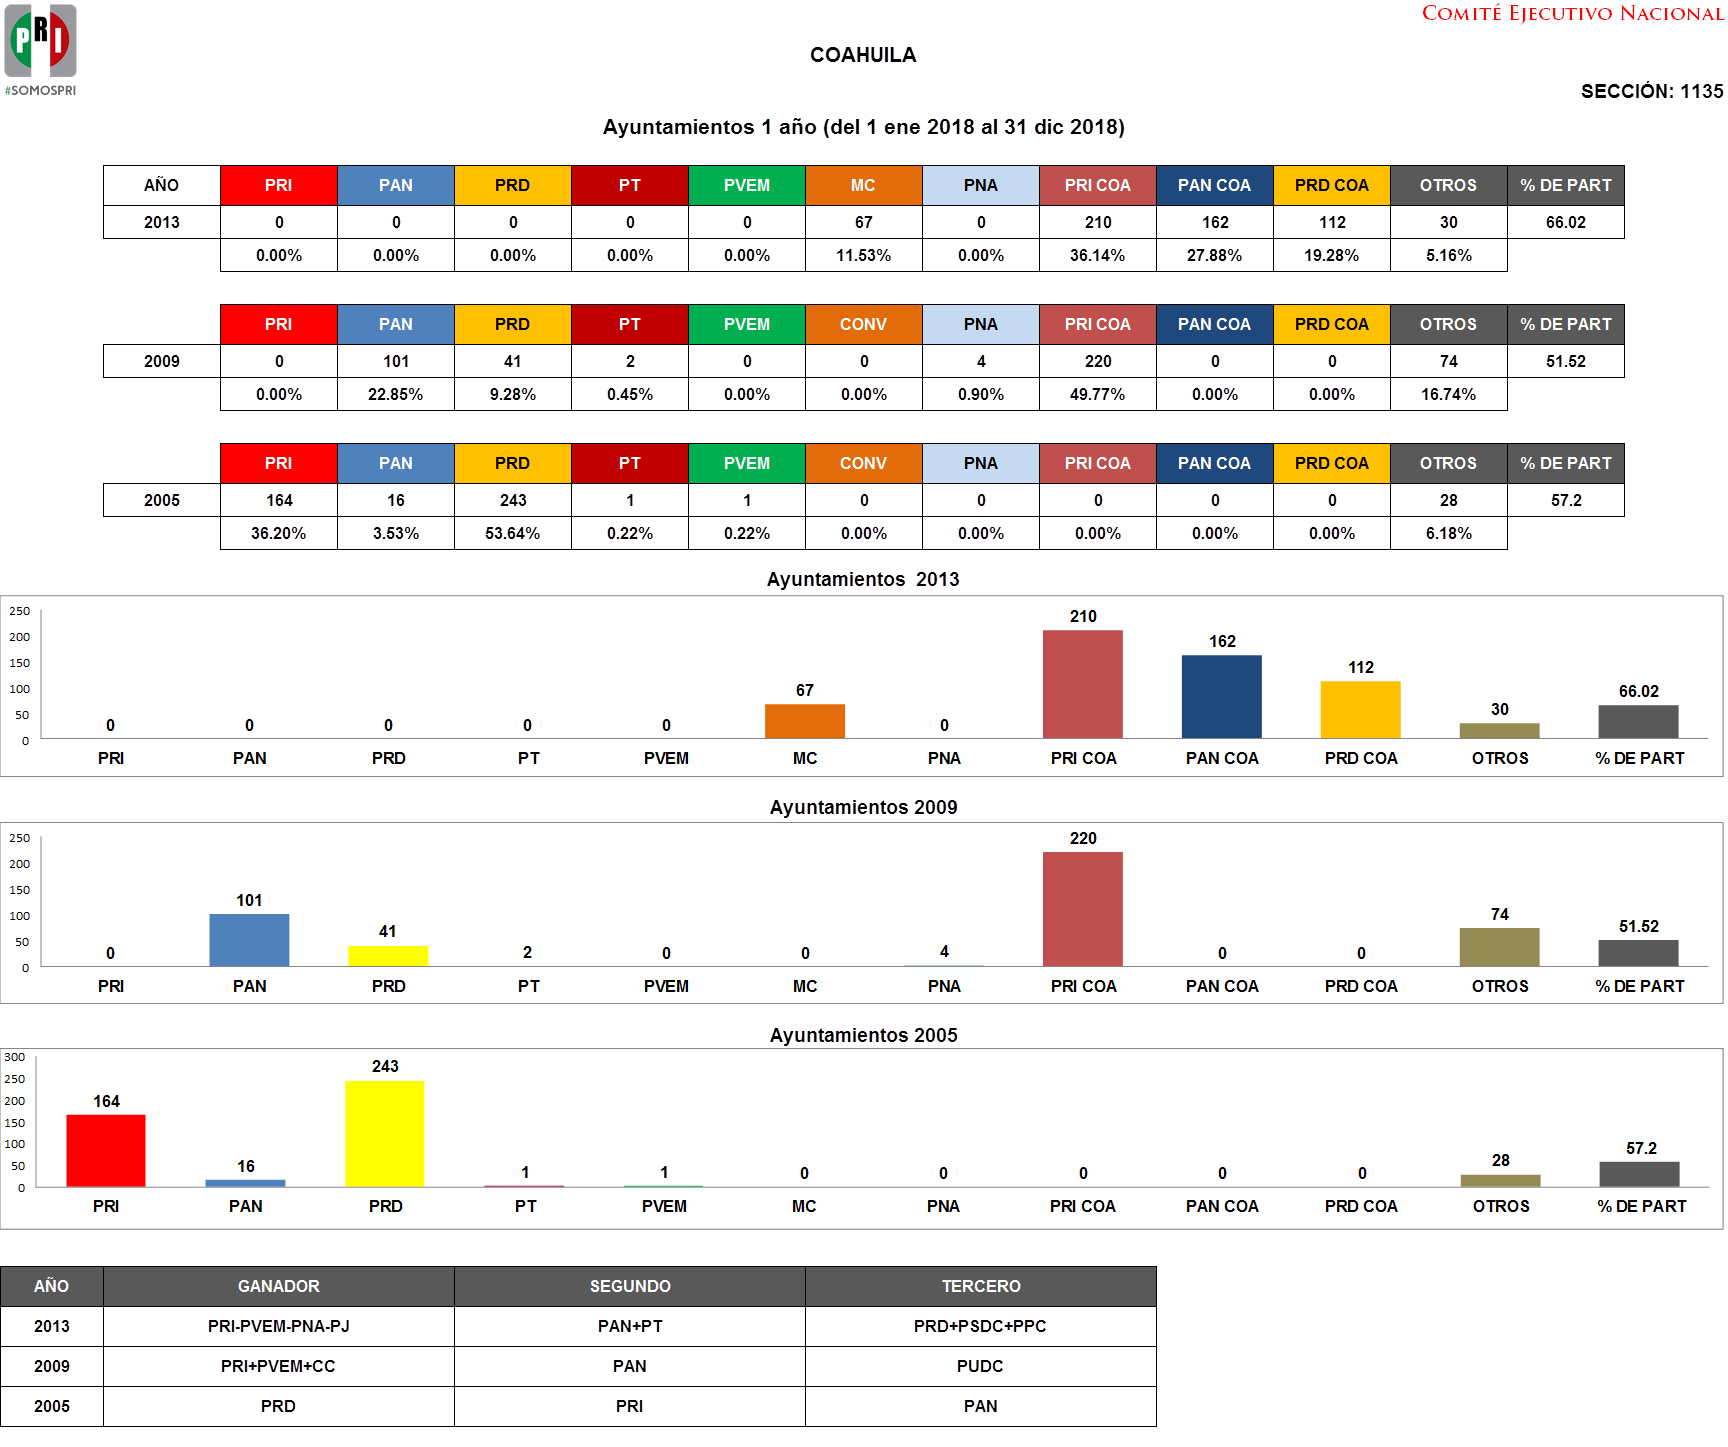 COMITÉ EJECUTIVO NACIONAL
PRI
#SOMOSPRI
COAHUILA
SECCIÓN: 1135
Ayuntamientos 1 año (del 1 ene 2018 al 31 dic 2018)
AÑO PRI PAN PRD PT PVEM MC PNA PRI COA PAN COA PRD COA OTROS % DE PART
2013 0 0 0 0 0 67 0 210 162 112 30 66.02
0.00% 0.00% 0.00% 0.00% 0.00% 11.53% 0.00% 36.14% 27.88% 19.28% 5.16%
PRI PAN PRD PT PVEM CONV PNA PRI COA PAN COA PRD COA OTROS % DE PART
2009 0 101 41 2 0 0 4 220 0 0 74 51.52
0.00% 22.85% 9.28% 0.45% 0.00% 0.00% 0.90% 49.77% 0.00% 0.00% 16.74%
PRI PAN PRD PT PVEM CONV PNA PRI COA PAN COA PRD COA OTROS % DE PART
2005 164 16 243 1 1 0 0 0 0 0 28 57.2
36.20% 3.53% 53.64% 0.22% 0.22% 0.00% 0.00% 0.00% 0.00% 0.00% 6.18%
Ayuntamientos 2013
250
200
150
100
50
0
0 0 0 0 0 67 0 210 162 112 30 66.02
PRI PAN PRD PT PVEM MC PNA PRI COA PAN COA PRD COA OTROS % DE PART
Ayuntamientos 2009
250
200
150
100
50
0
0 101 41 2 0 0 4 220 0 0 74 51.52
PRI PAN PRD PT PVEM MC PNA PRI COA PAN COA PRD COA OTROS % DE PART
Ayuntamientos 2005
300
250
200
150
100
50
0
164 16 243 1 1 0 0 0 0 0 28 57.2
PRI PAN PRD PT PVEM MC PNA PRI COA PAN COA PRD COA OTROS % DE PART
AÑO GANADOR SEGUNDO TERCERO
2013 PRI-PVEM-PNA-PJ PAN+PT PRD+PSDC+PPC
2009 PRI+PVEM+CC PAN PUDC
2005 PRD PRI PAN